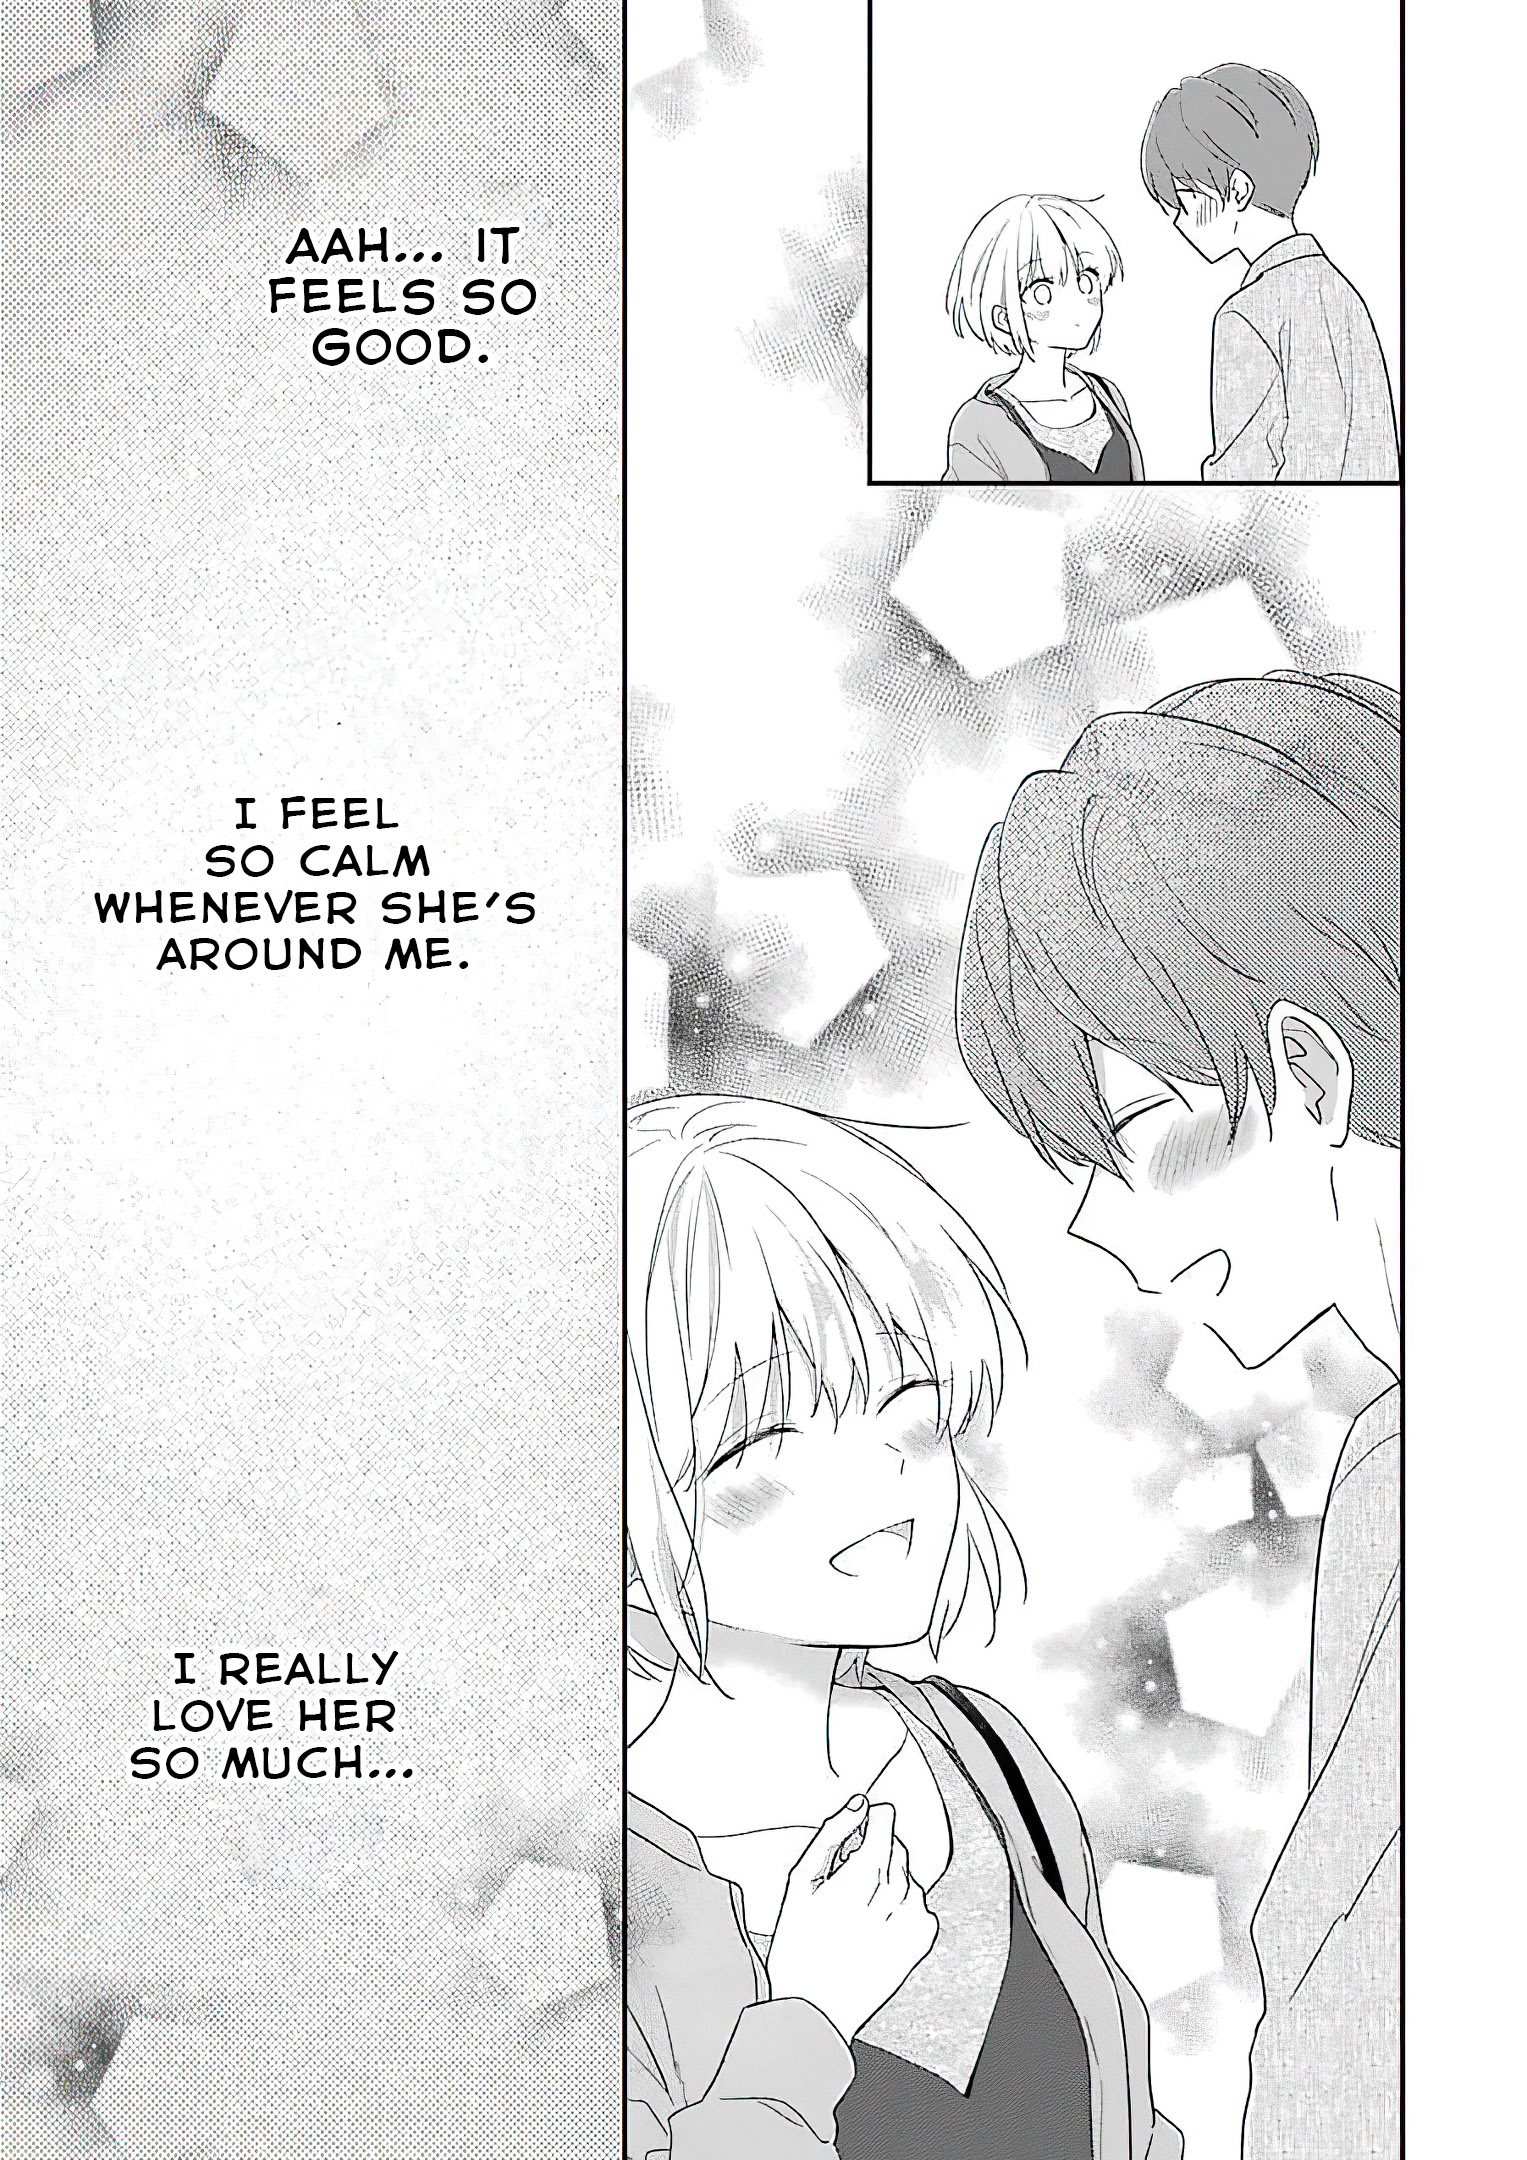 AAH... IT
FEELS SO
GOOD.
I FEEL
SO CALM
WHENEVER SHE'S
AROUND ME.
I REALLY
LOVE HER
SO MUCH...